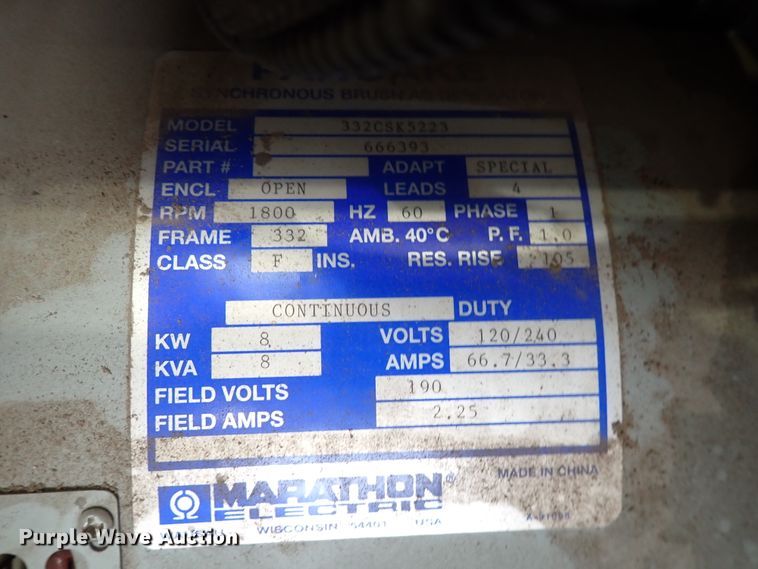 PANCAKE
SYNCHRONOUS BRUSH AC GENERATOR
MODEL 332CSK5223
SERIAL 666393
PART # ADAPT SPECIAL
ENCL OPEN LEADS 4
RPM 1800 HZ 60 PHASE 1
FRAME 332 AMB. 40°C P. F. 1.0
CLASS F INS. RES. RISE 105
CONTINUOUS DUTY
KW 8 VOLTS 120/240
KVA 8 AMPS 66.7/33.3
FIELD VOLTS 190
FIELD AMPS 2.25
MADE IN CHINA
MARATHON®
ELECTRIC
WISCONSIN 54401 USA
Purple Wave Auction